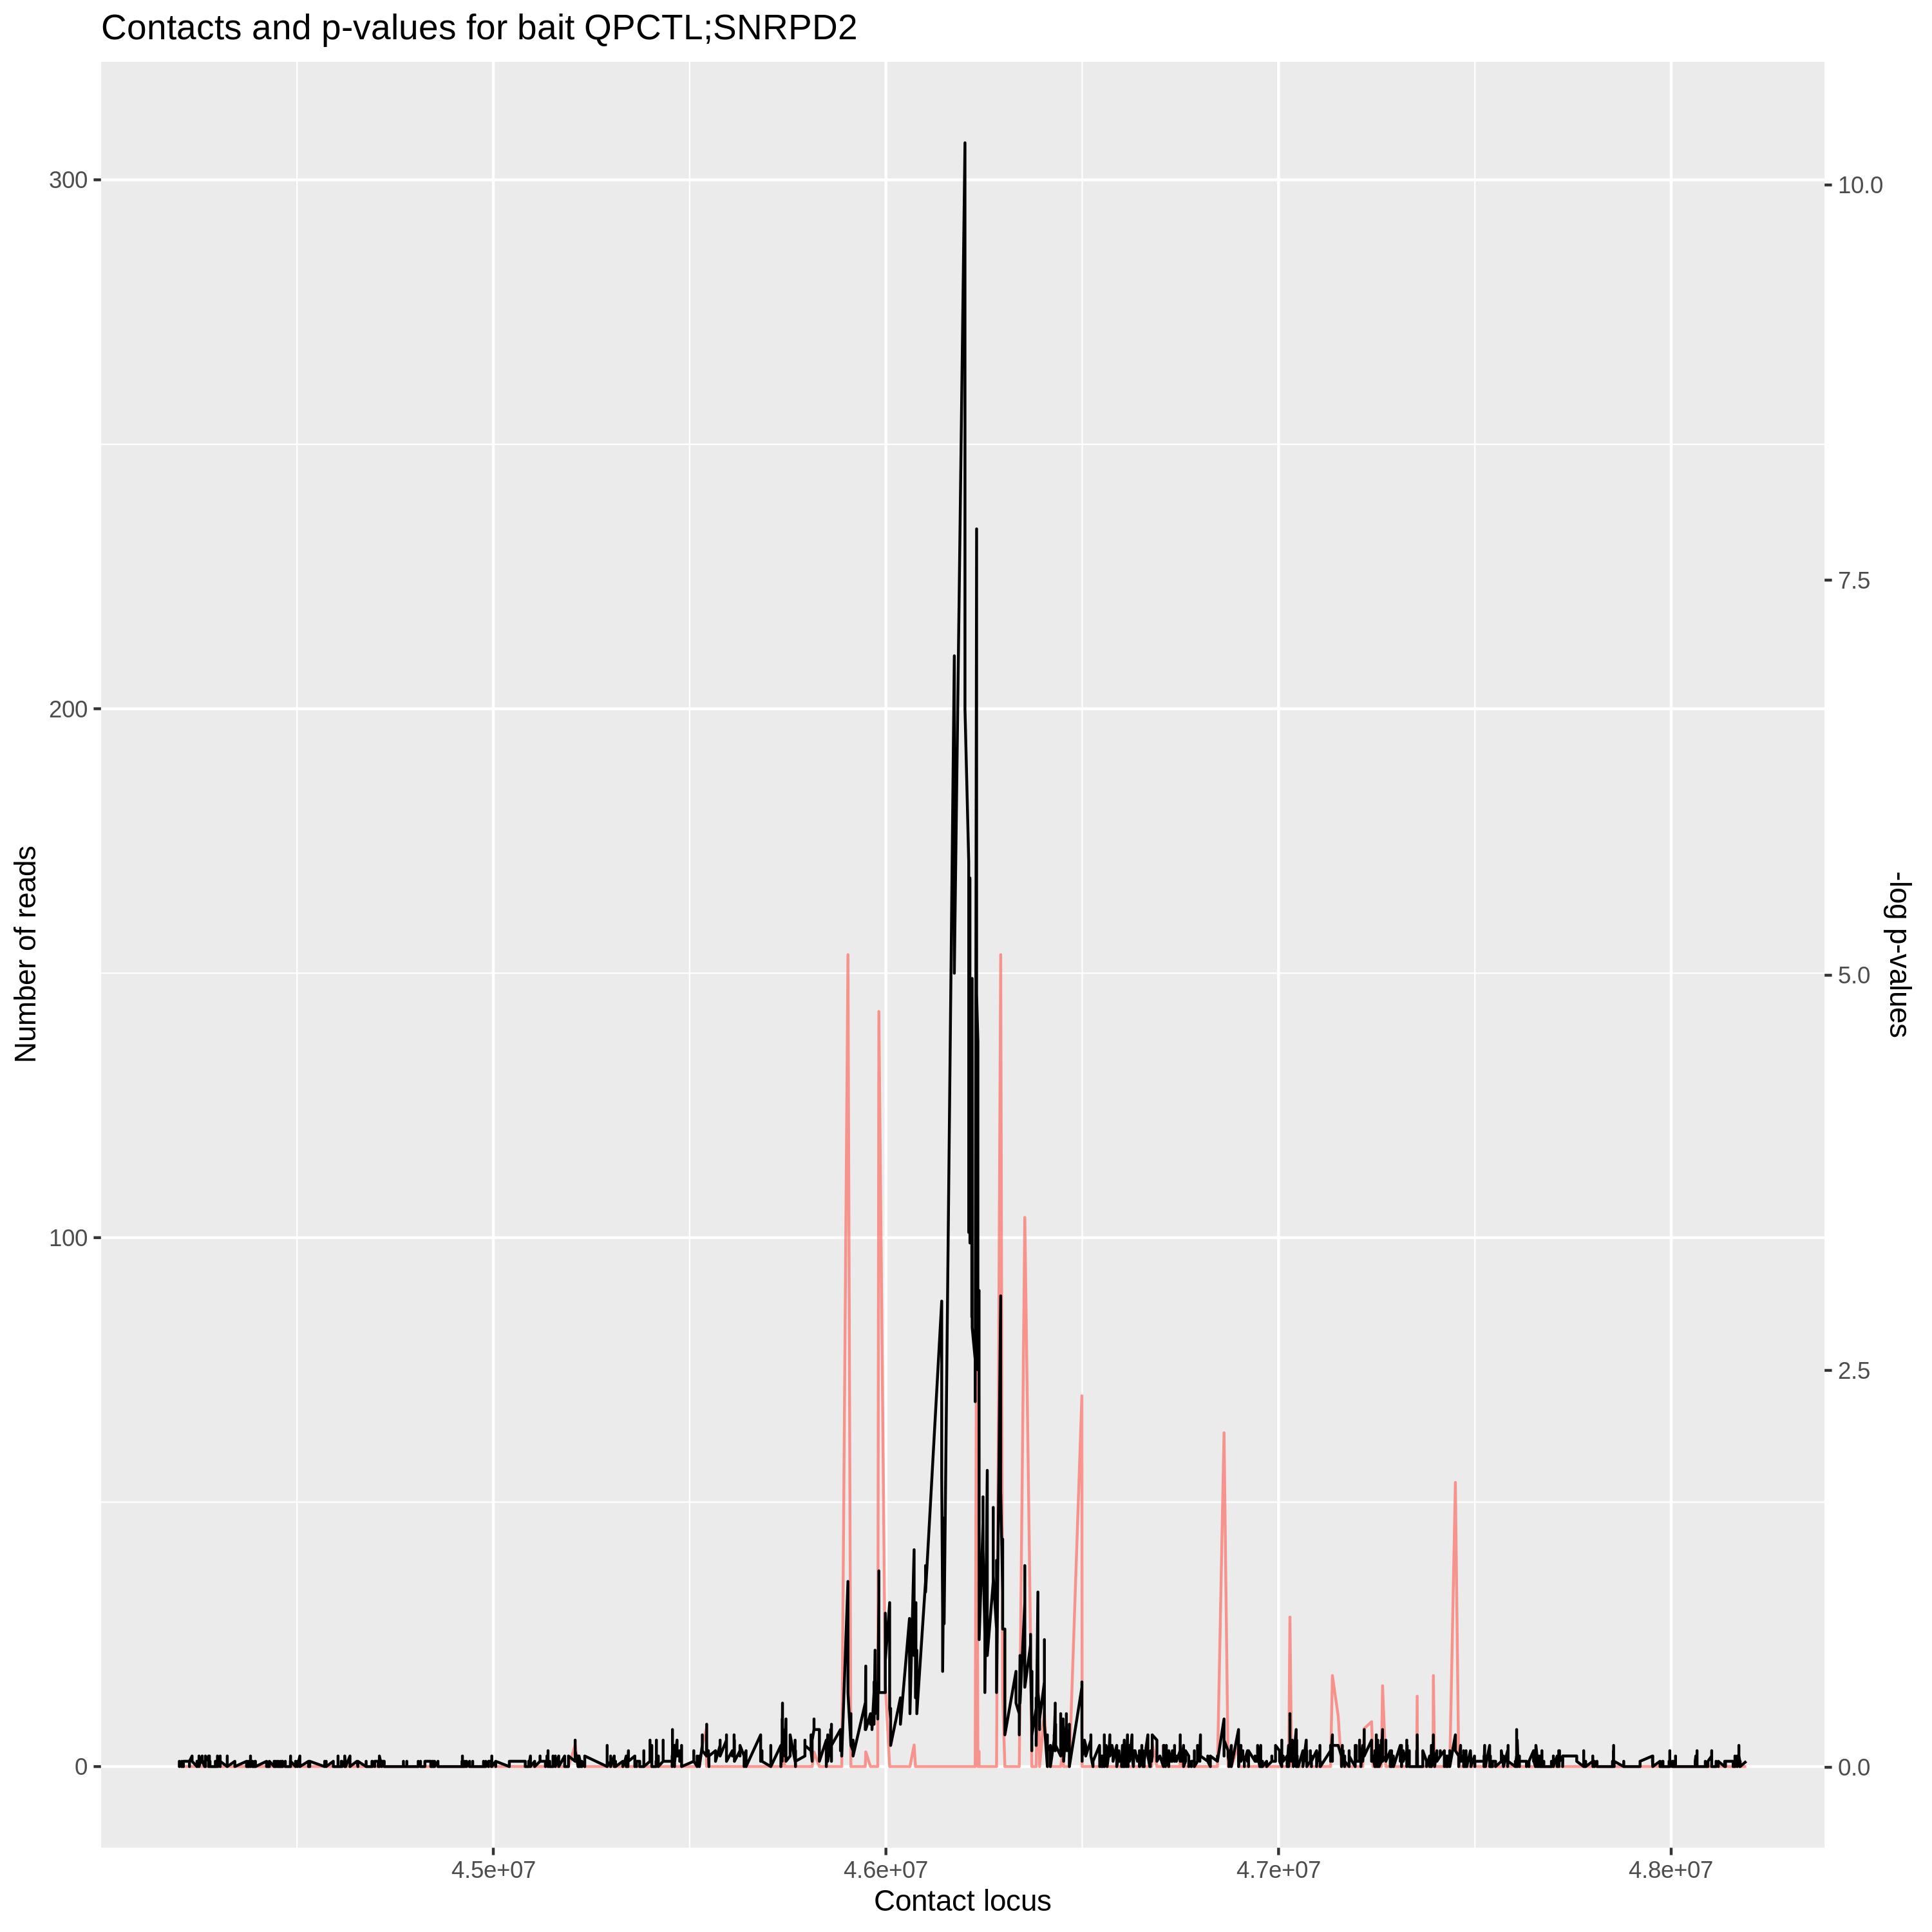 Contacts and p-values for bait QPCTL;SNRPD2
300
200
100
0
Number of reads
10.0
7.5
5.0
2.5
0.0
-log p-values
4.5e+07
4.6e+07
4.7e+07
4.8e+07
Contact locus